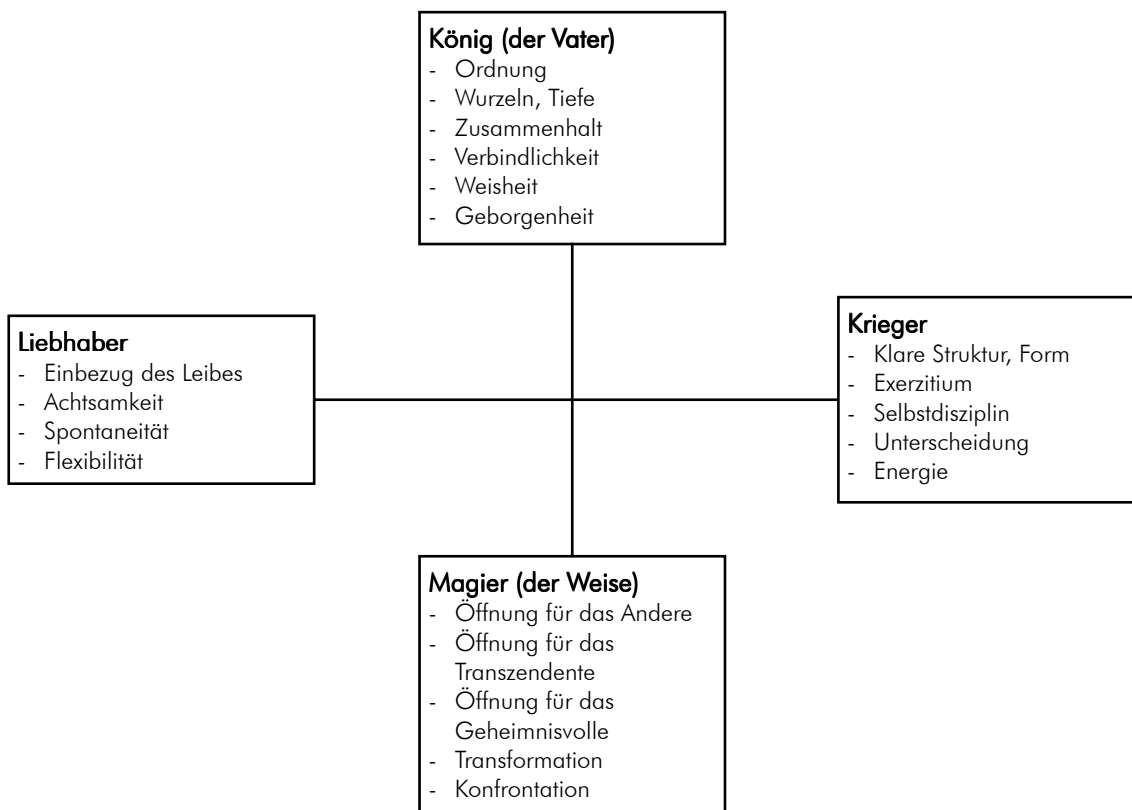 König (der Vater)
- Ordnung
- Wurzeln, Tiefe
- Zusammenhalt
- Verbindlichkeit
- Weisheit
- Geborgenheit
Liebhaber
- Einbezug des Leibes
- Achtsamkeit
- Spontaneität
- Flexibilität
Krieger
- Klare Struktur, Form
- Exerzitium
- Selbstdisziplin
- Unterscheidung
- Energie
Magier (der Weise)
- Öffnung für das Andere
- Öffnung für das
Transzendente
- Öffnung für das
Geheimnisvolle
- Transformation
- Konfrontation